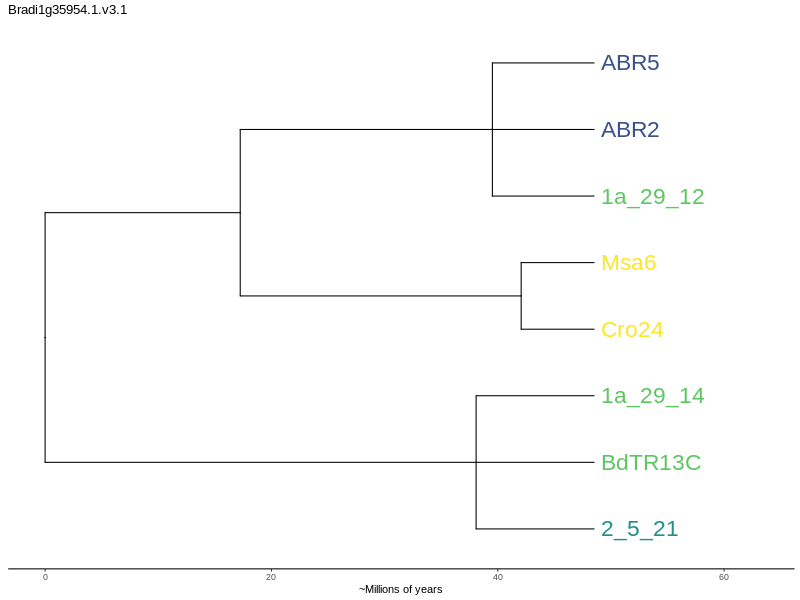 Bradi1g35954.1.v3.1
ABR5
ABR2
1a_29_12
Msa6
Cro24
1a_29_14
BdTR13C
2_5_21
0 20 40 60
~Millions of years